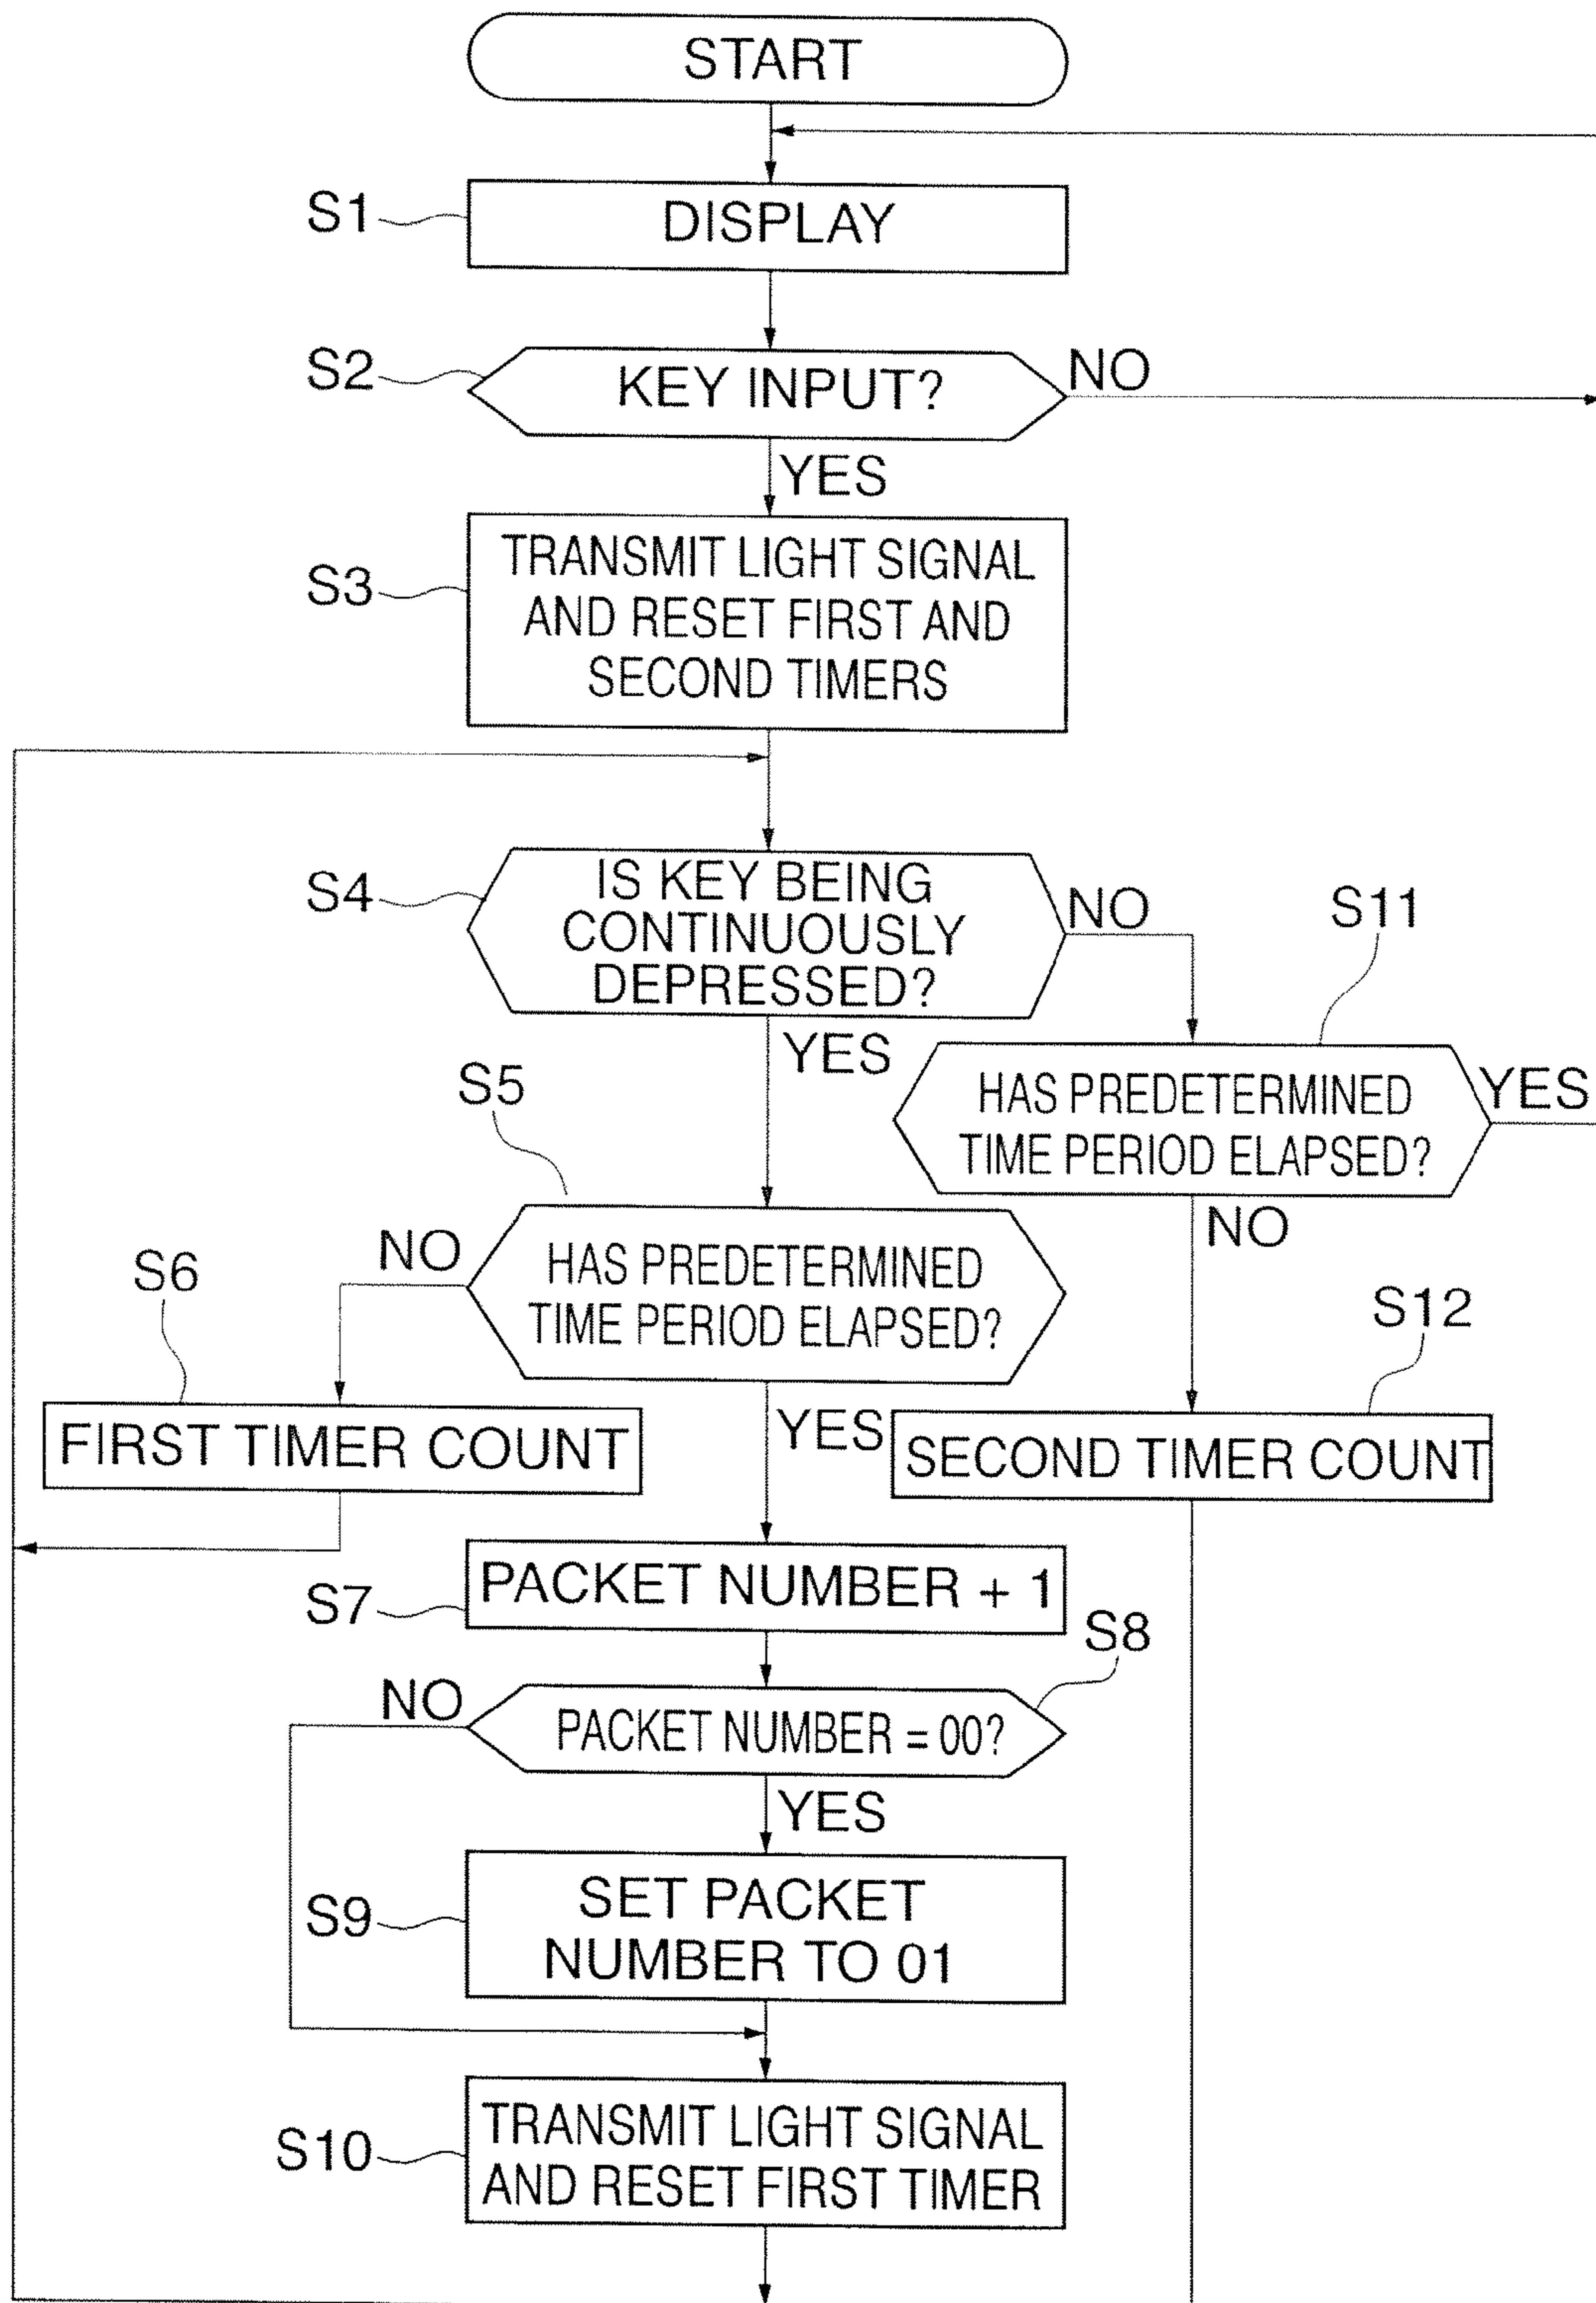 START
S1
DISPLAY
S2
KEY INPUT?
NO
YES
S3
TRANSMIT LIGHT SIGNAL
AND RESET FIRST AND
SECOND TIMERS
S4
IS KEY BEING
CONTINUOUSLY
DEPRESSED?
NO
S11
YES
S5
HAS PREDETERMINED
TIME PERIOD ELAPSED?
YES
NO
S6
NO
HAS PREDETERMINED
TIME PERIOD ELAPSED?
S12
FIRST TIMER COUNT
YES
SECOND TIMER COUNT
S7
PACKET NUMBER + 1
S8
NO
PACKET NUMBER = 00?
YES
S9
SET PACKET
NUMBER TO 01
S10
TRANSMIT LIGHT SIGNAL
AND RESET FIRST TIMER